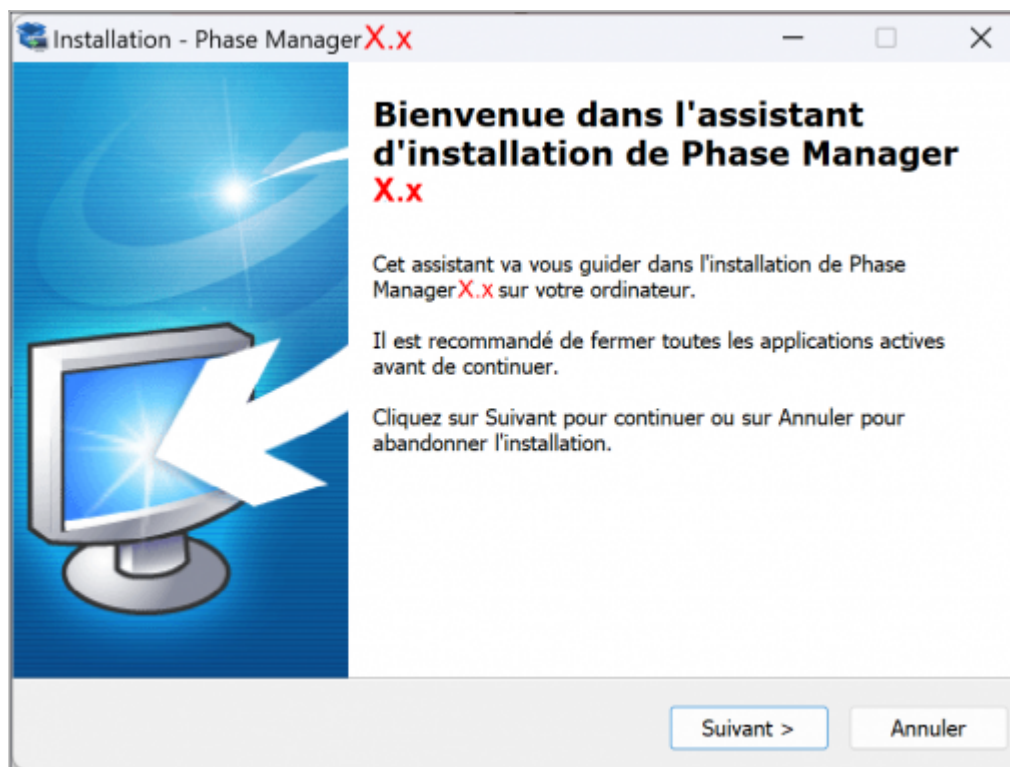 Installation - Phase Manager X.x
Bienvenue dans l'assistant
d'installation de Phase Manager
X.x
Cet assistant va vous guider dans l'installation de Phase
Manager X.x sur votre ordinateur.
Il est recommandé de fermer toutes les applications actives
avant de continuer.
Cliquez sur Suivant pour continuer ou sur Annuler pour
abandonner l'installation.
Suivant >
Annuler